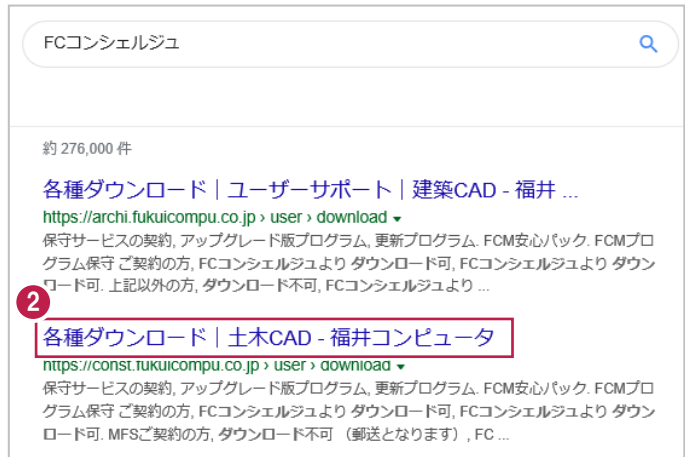 FCコンシェルジュ
約 276,000 件
各種ダウンロード｜ユーザーサポート｜建築CAD - 福井 ...
https://archi.fukuicompu.co.jp › user › download
保守サービスの契約, アップグレード版プログラム, 更新プログラム. FCM安心パック. FCMプロ
グラム保守 ご契約の方, FCコンシェルジュより ダウンロード可, FCコンシェルジュより ダウン
ロード可. 上記以外の方, ダウンロード不可, FCコンシェルジュより ...
2
各種ダウンロード｜土木CAD - 福井コンピュータ
https://const.fukuicompu.co.jp › user › download
保守サービスの契約, アップグレード版プログラム, 更新プログラム. FCM安心パック. FCMプロ
グラム保守 ご契約の方, FCコンシェルジュより ダウンロード可, FCコンシェルジュより ダウン
ロード可. MFSご契約の方, ダウンロード不可 （郵送となります）, FC ...